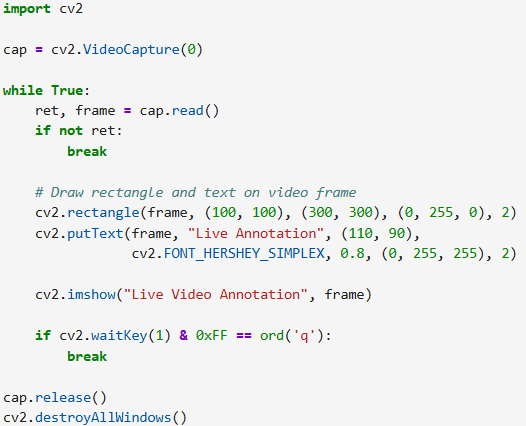 import cv2
cap = cv2.VideoCapture(0)
while True:
    ret, frame = cap.read()
    if not ret:
        break
    # Draw rectangle and text on video frame
    cv2.rectangle(frame, (100, 100), (300, 300), (0, 255, 0), 2)
    cv2.putText(frame, "Live Annotation", (110, 90),
                cv2.FONT_HERSHEY_SIMPLEX, 0.8, (0, 255, 255), 2)
    cv2.imshow("Live Video Annotation", frame)
    if cv2.waitKey(1) & 0xFF == ord('q'):
        break
cap.release()
cv2.destroyAllWindows()